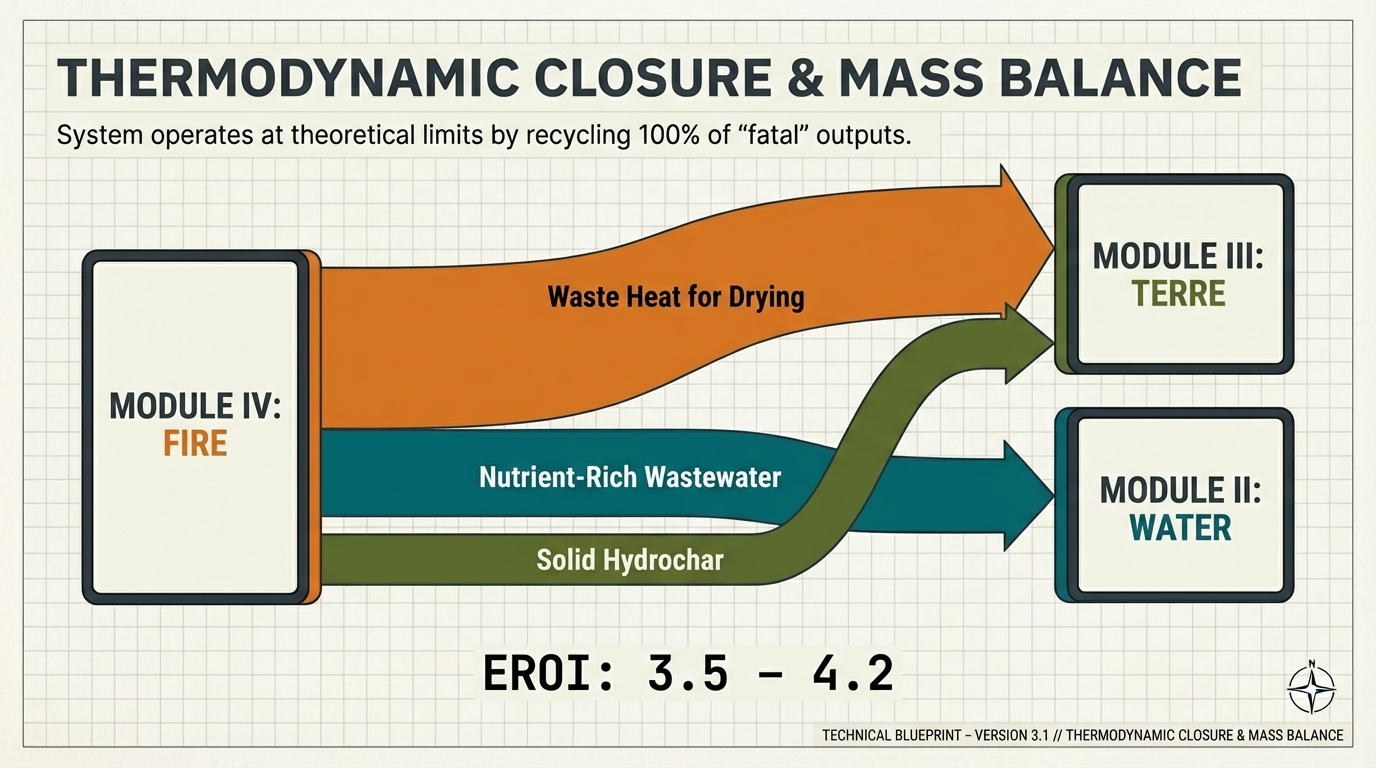 THERMODYNAMIC CLOSURE & MASS BALANCE
System operates at theoretical limits by recycling 100% of “fatal” outputs.
MODULE IV:
FIRE
Waste Heat for Drying
Nutrient-Rich Wastewater
Solid Hydrochar
MODULE III:
TERRE
MODULE II:
WATER
EROI: 3.5 – 4.2
N
TECHNICAL BLUEPRINT – VERSION 3.1 // THERMODYNAMIC CLOSURE & MASS BALANCE